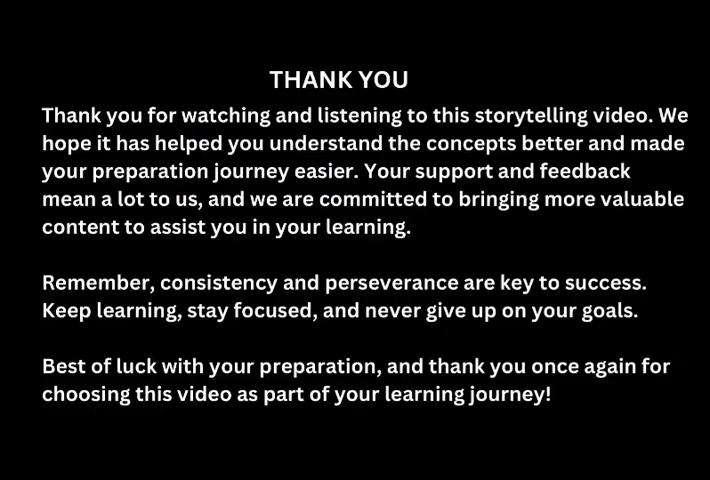 THANK YOU
Thank you for watching and listening to this storytelling video. We
hope it has helped you understand the concepts better and made
your preparation journey easier. Your support and feedback
mean a lot to us, and we are committed to bringing more valuable
content to assist you in your learning.
Remember, consistency and perseverance are key to success.
Keep learning, stay focused, and never give up on your goals.
Best of luck with your preparation, and thank you once again for
choosing this video as part of your learning journey!